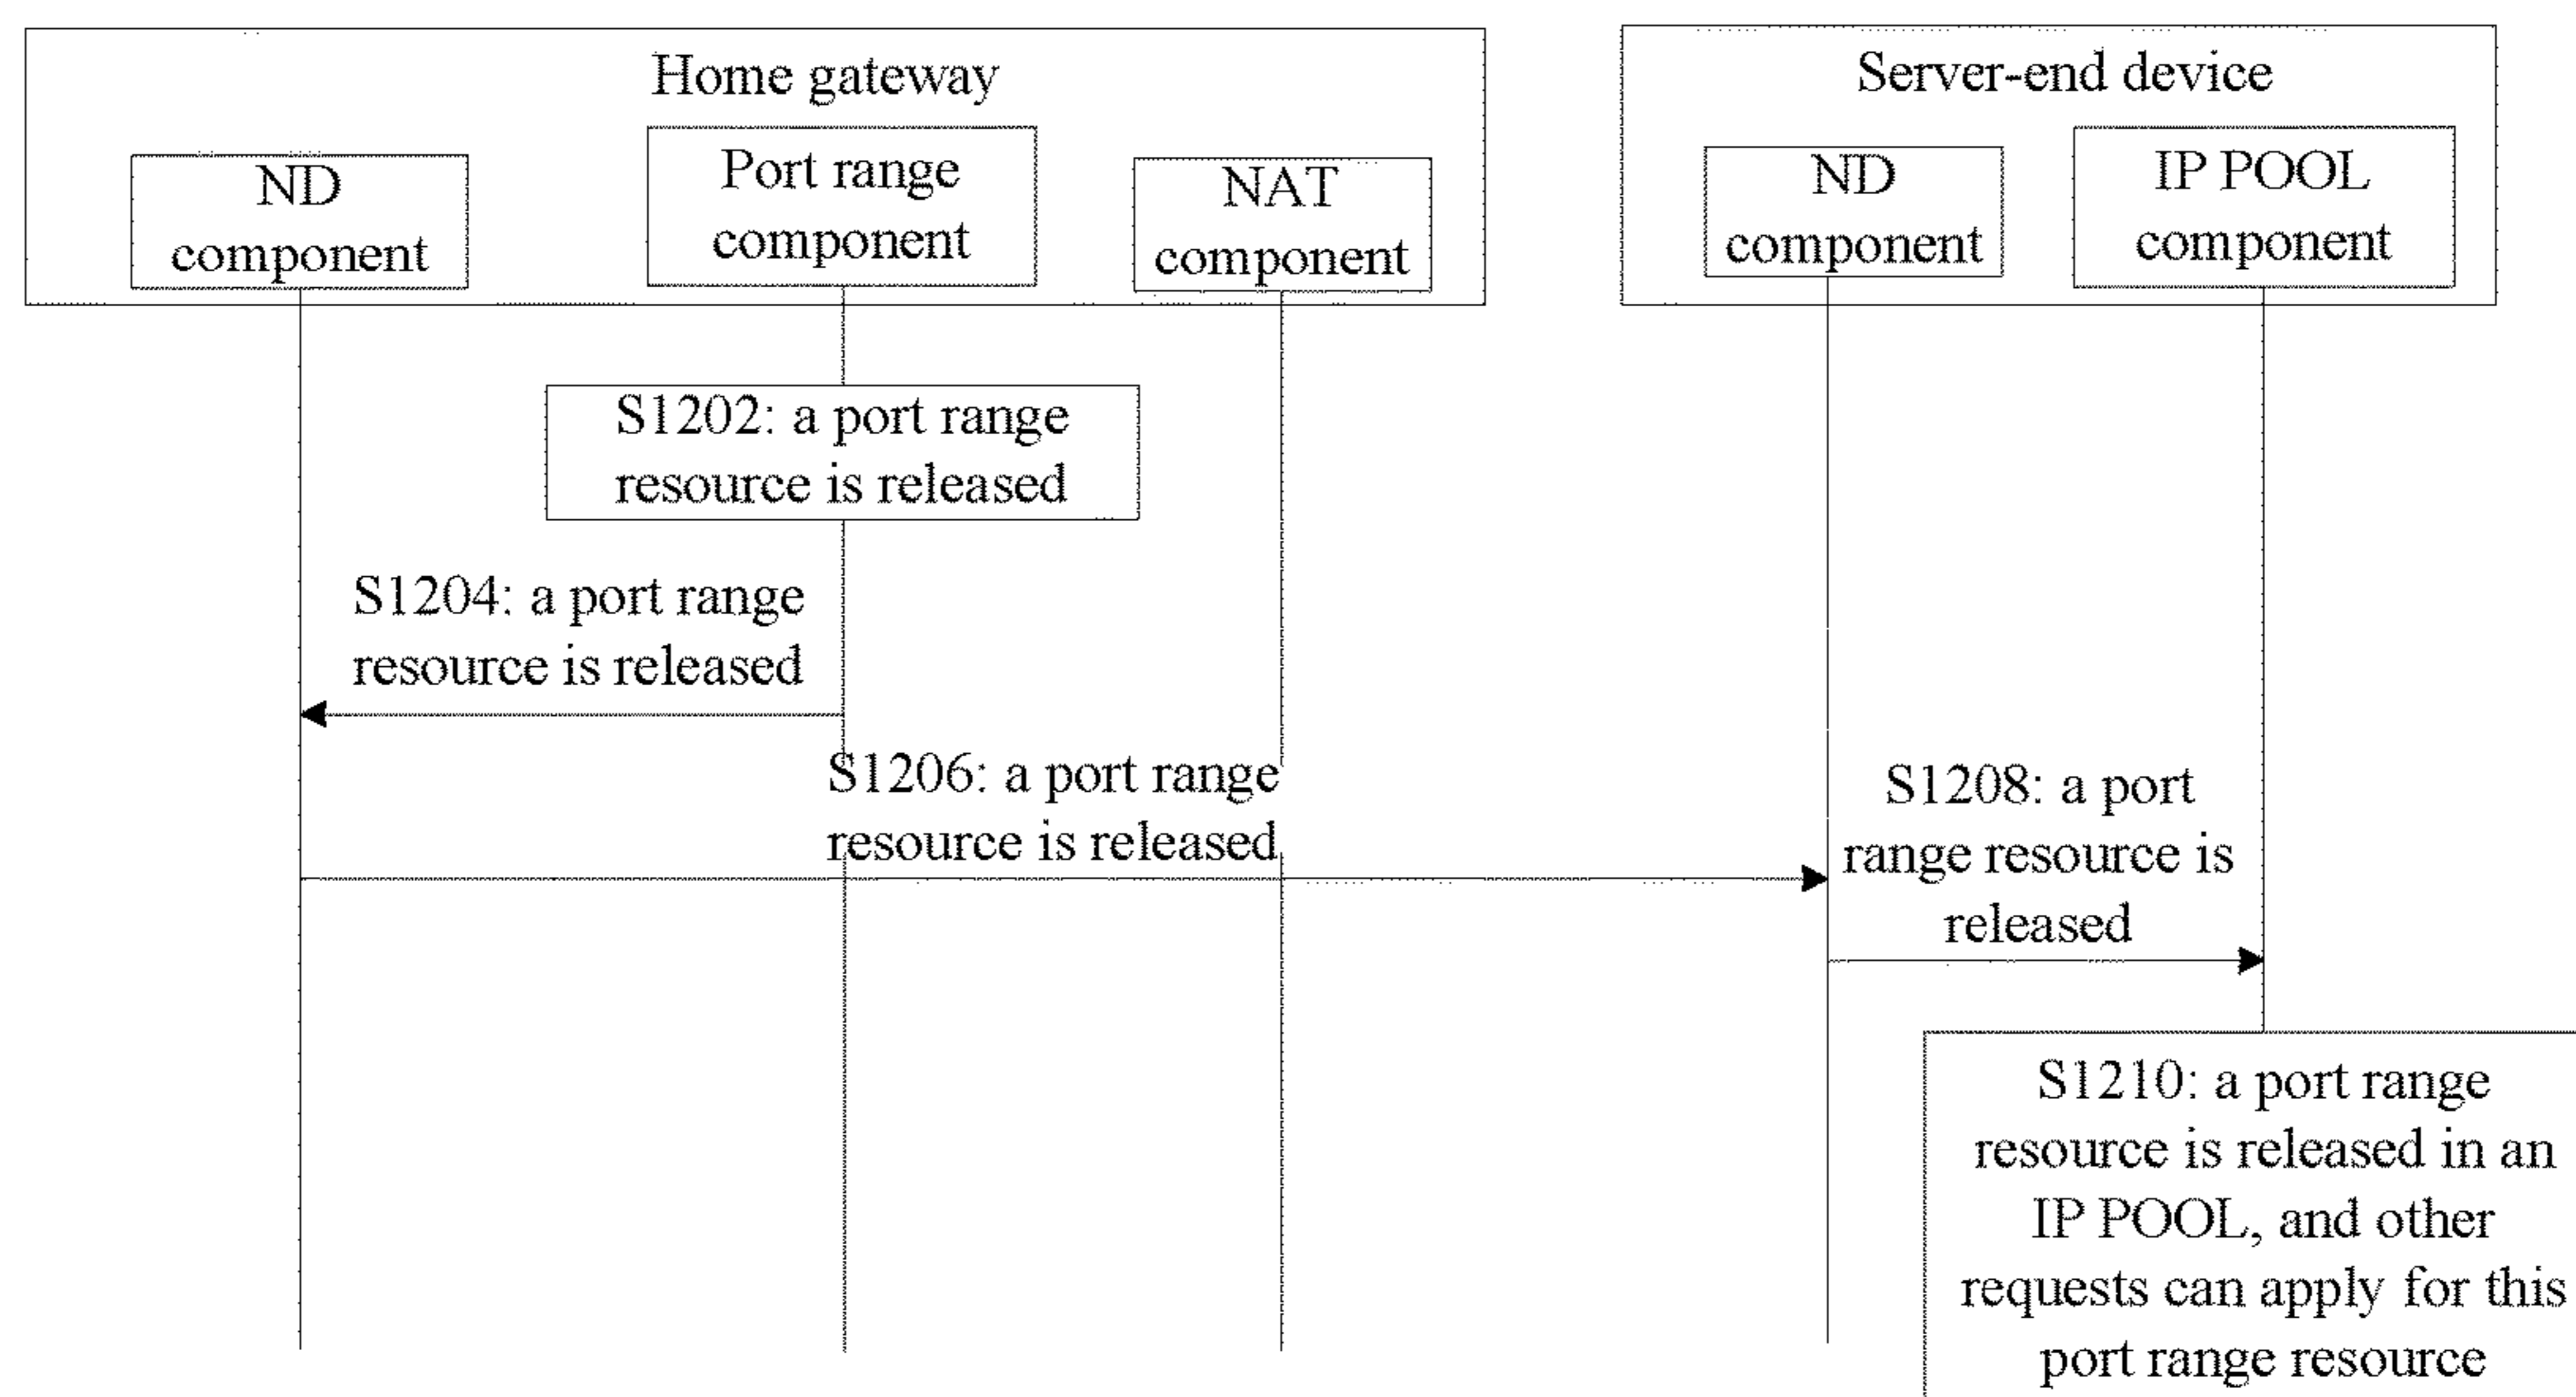 Home gateway
ND
component
Port range
component
NAT
component
Server-end device
ND
component
IP POOL
component
S1202: a port range
resource is released
S1204: a port range
resource is released
S1206: a port range
resource is released
S1208: a port
range resource is
released
S1210: a port range
resource is released in an
IP POOL, and other
requests can apply for this
port range resource